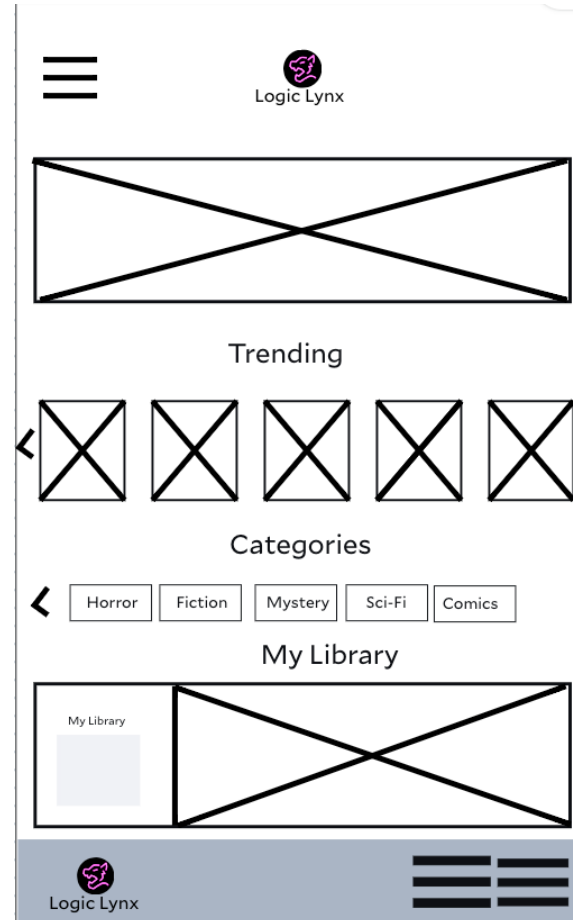 Logic Lynx
Trending
Categories
Horror Fiction Mystery Sci-Fi Comics
My Library
My Library
Logic Lynx